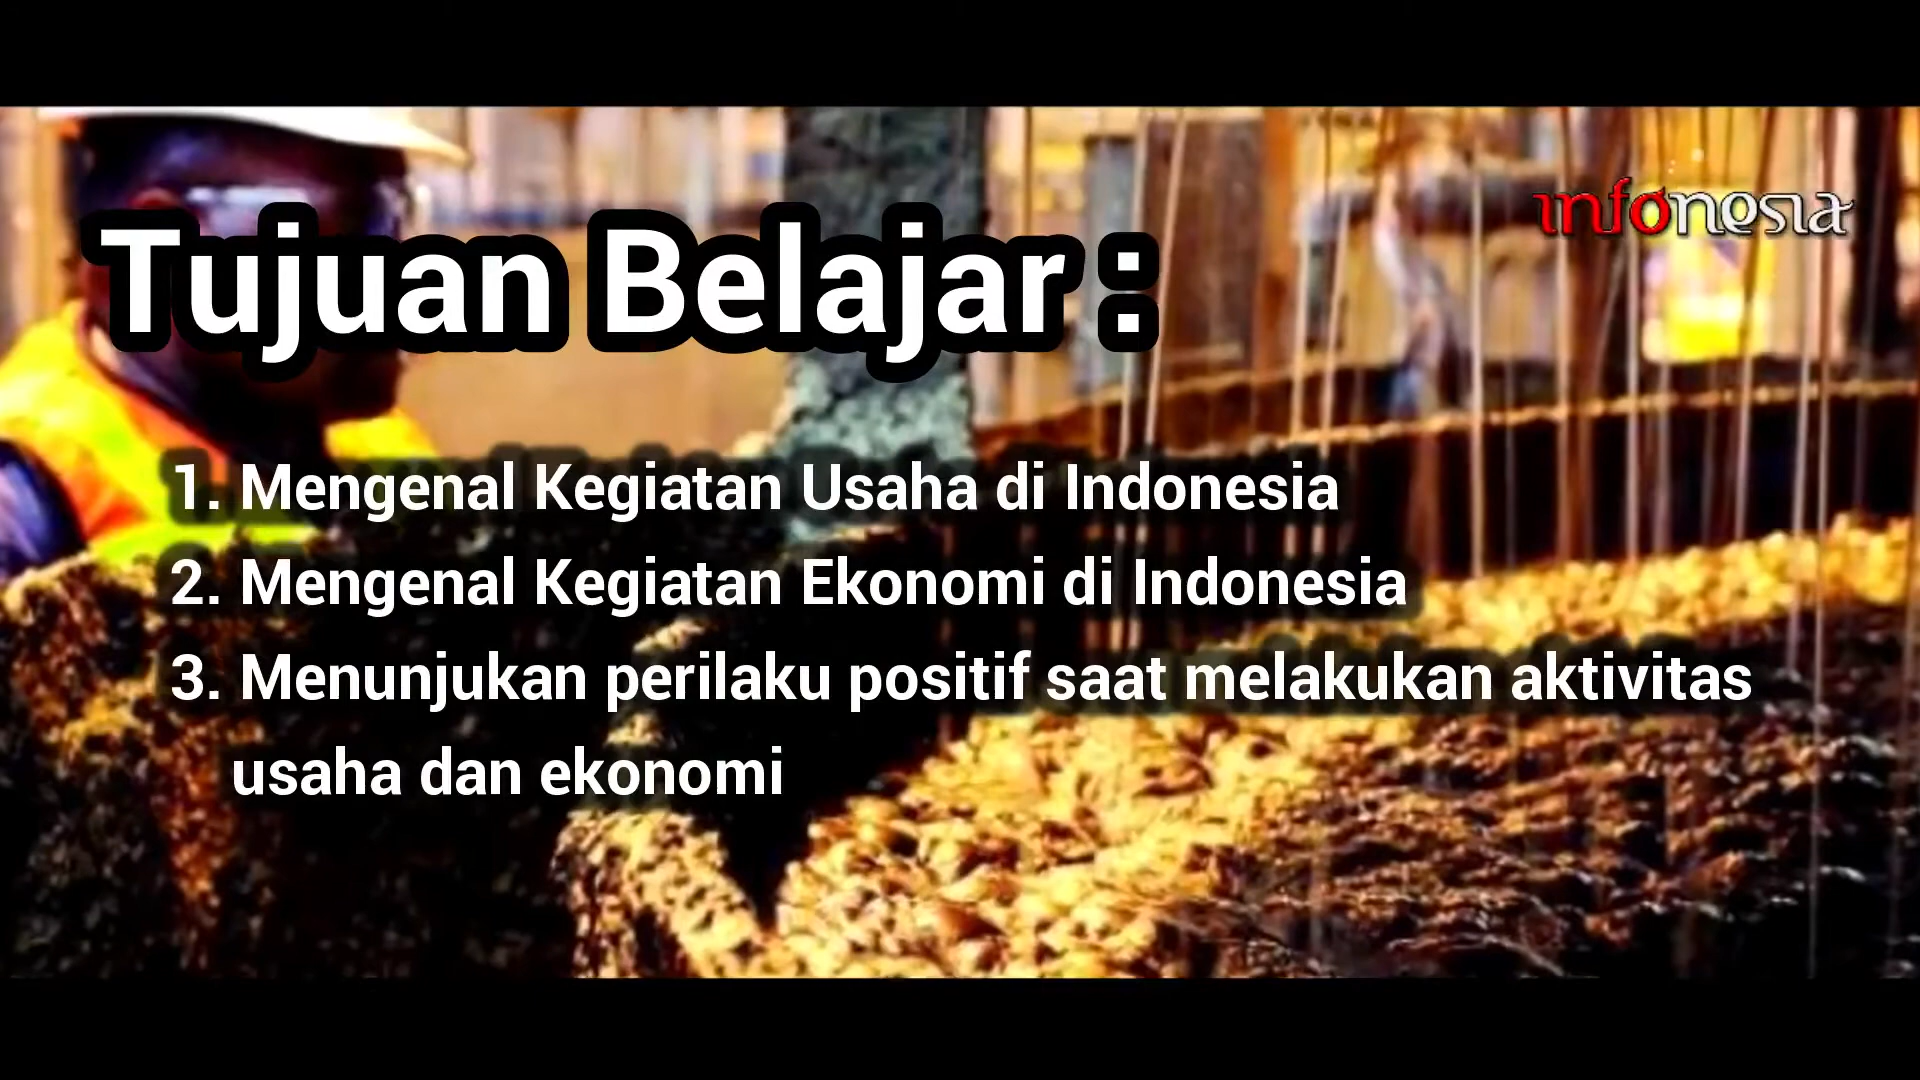 infonesia
Tujuan Belajar :
1. Mengenal Kegiatan Usaha di Indonesia
2. Mengenal Kegiatan Ekonomi di Indonesia
3. Menunjukan perilaku positif saat melakukan aktivitas
usaha dan ekonomi